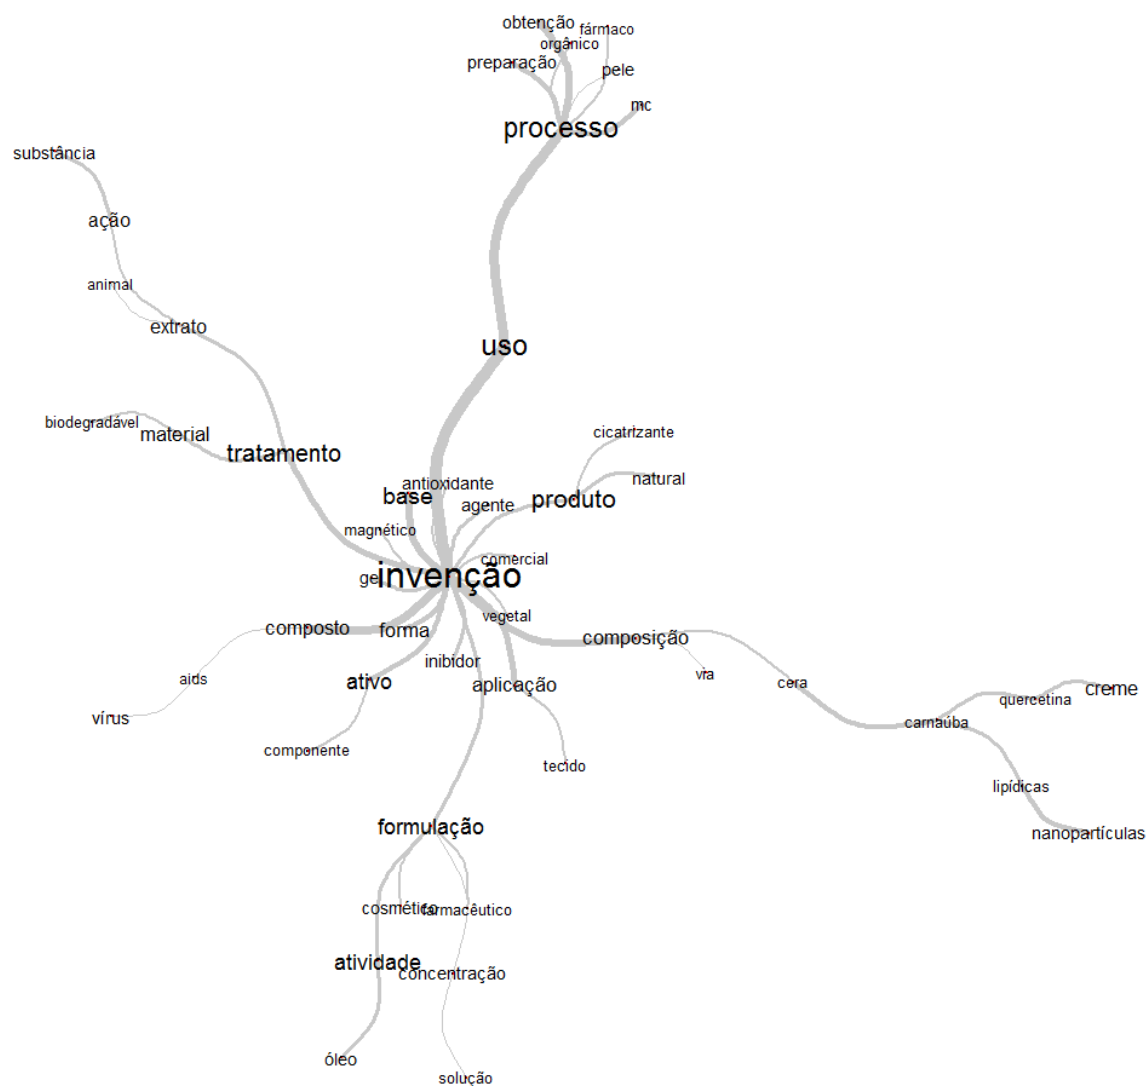 obtenção
fármaco
orgânico
preparação
pele
mc
processo
substância
ação
animal
extrato
uso
biodegradável
material
tratamento
cicatrizante
natural
antioxidante
base
agente
produto
magnético
comercial
gel
invenção
vegetal
composto
forma
composição
inibidor
via
aids
ativo
aplicação
cera
quercetina
creme
vírus
carnaúba
componente
tecido
lipídicas
formulação
nanopartículas
cosmético
farmacêutico
atividade
concentração
óleo
solução